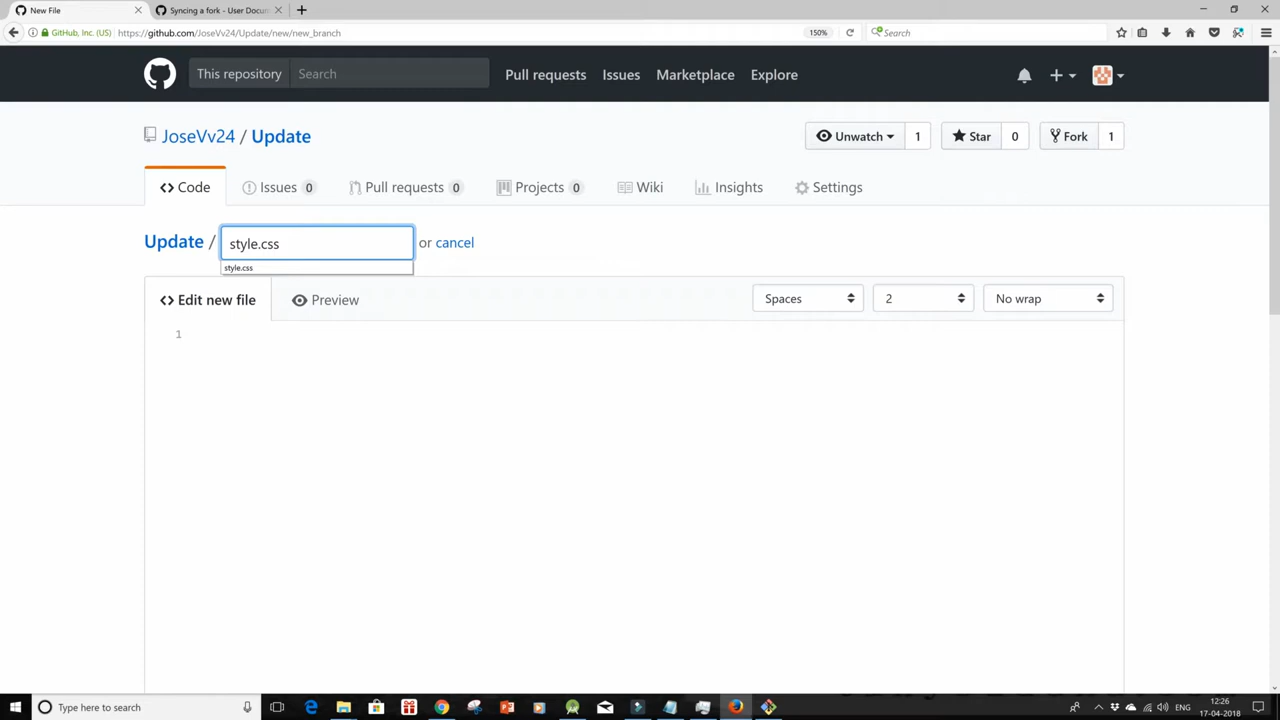 New File
Syncing a fork - User Docum
GitHub, Inc. (US)
https://github.com/JoseVv24/Update/new/new_branch
150%
Search
This repository
Search
Pull requests
Issues
Marketplace
Explore
JoseVv24 / Update
Unwatch
1
Star
0
Fork
1
Code
Issues 0
Pull requests 0
Projects 0
Wiki
Insights
Settings
Update / style.css or cancel
style.css
<> Edit new file
Preview
Spaces
2
No wrap
1
Type here to search
ENG
12:26
17-04-2018